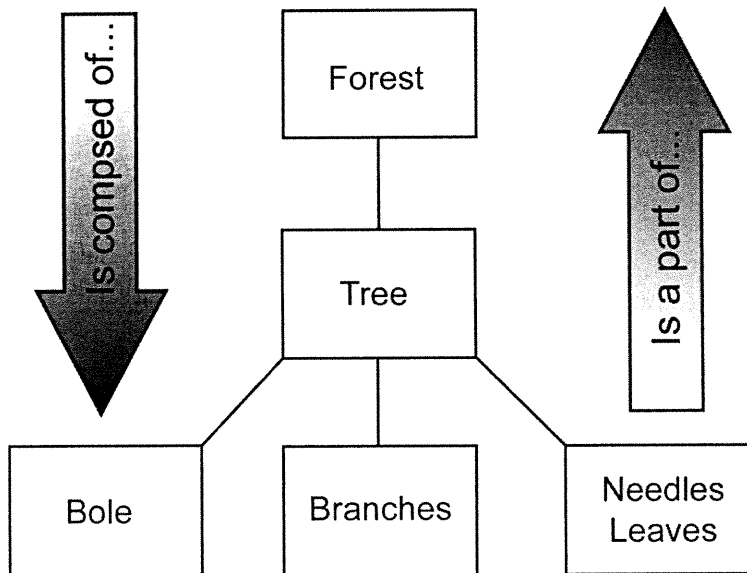 Is compsed of...
Forest
Is a part of...
Tree
Bole
Branches
Needles
Leaves